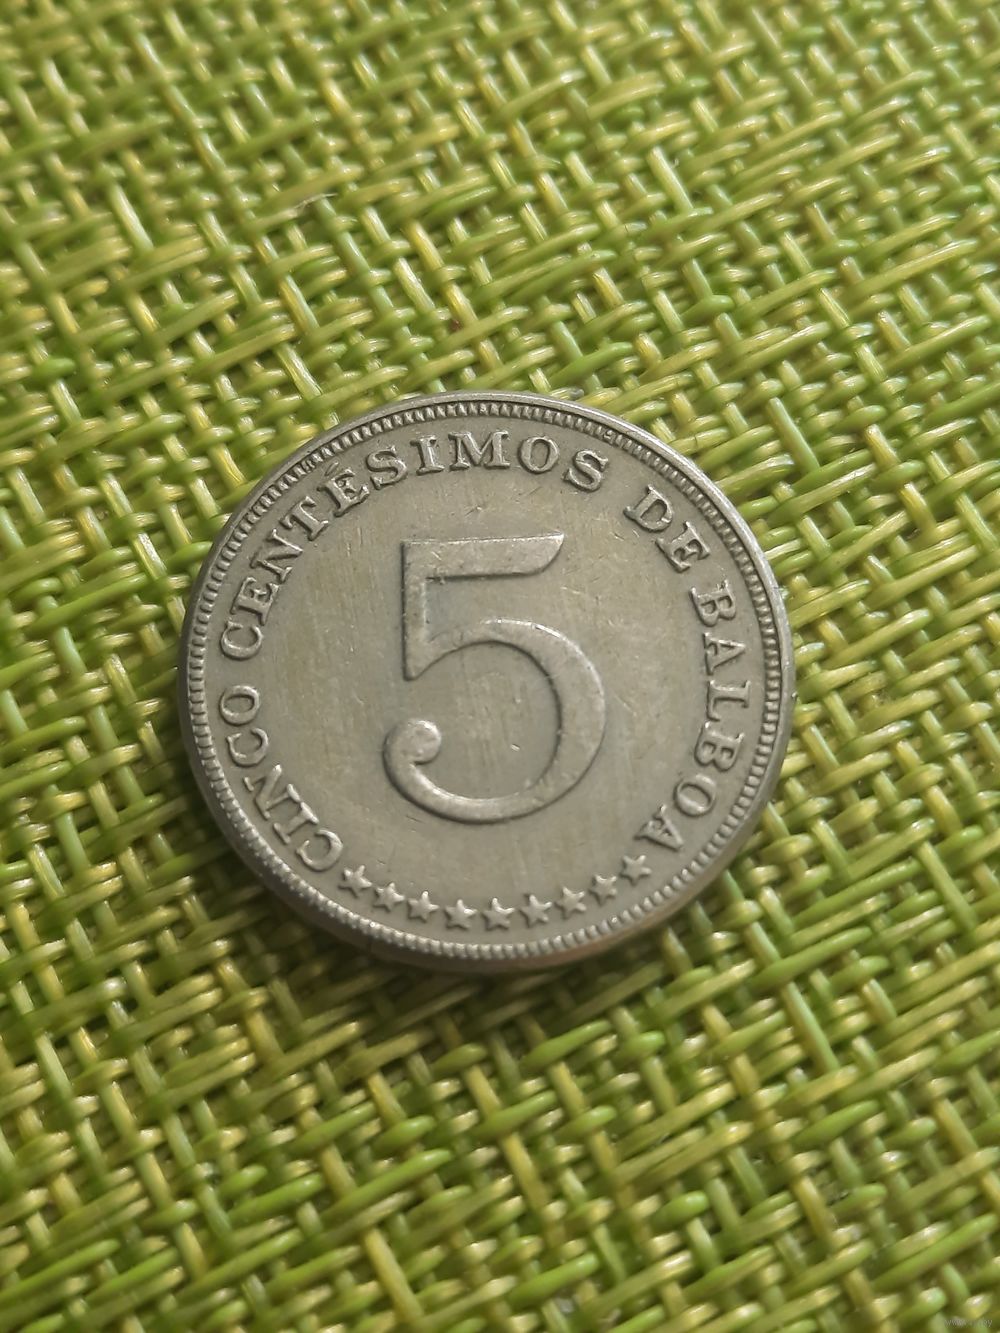 CINCO CENTÉSIMOS DE BALBOA
5